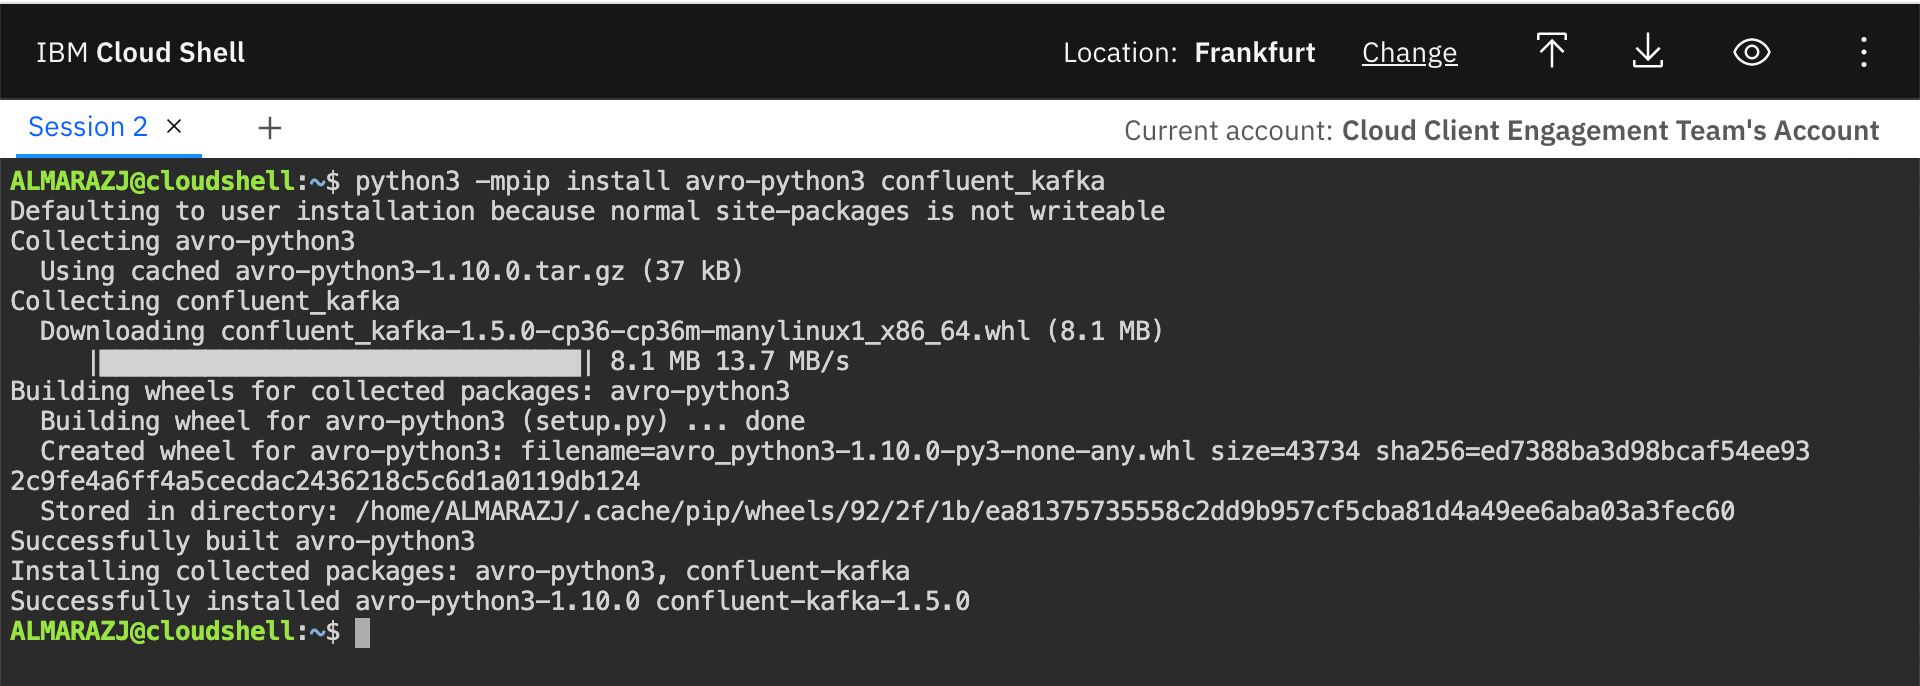 IBM Cloud Shell
Location: Frankfurt Change
Session 2
Current account: Cloud Client Engagement Team's Account
ALMARAZJ@cloudshell:~$ python3 -mpip install avro-python3 confluent_kafka
Defaulting to user installation because normal site-packages is not writeable
Collecting avro-python3
  Using cached avro-python3-1.10.0.tar.gz (37 kB)
Collecting confluent_kafka
  Downloading confluent_kafka-1.5.0-cp36-cp36m-manylinux1_x86_64.whl (8.1 MB)
     |████████████████████████████████| 8.1 MB 13.7 MB/s
Building wheels for collected packages: avro-python3
  Building wheel for avro-python3 (setup.py) ... done
  Created wheel for avro-python3: filename=avro_python3-1.10.0-py3-none-any.whl size=43734 sha256=ed7388ba3d98bcaf54ee93
2c9fe4a6ff4a5cecdac2436218c5c6d1a0119db124
  Stored in directory: /home/ALMARAZJ/.cache/pip/wheels/92/2f/1b/ea81375735558c2dd9b957cf5cba81d4a49ee6aba03a3fec60
Successfully built avro-python3
Installing collected packages: avro-python3, confluent-kafka
Successfully installed avro-python3-1.10.0 confluent-kafka-1.5.0
ALMARAZJ@cloudshell:~$